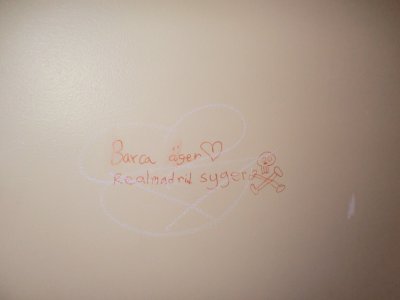 Barca äger
Realmadrid syger